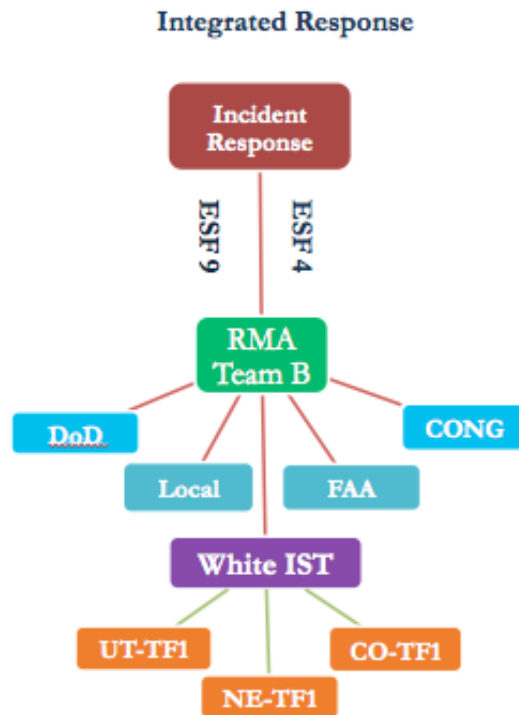 Integrated Response
Incident
Response
ESF 9
ESF 4
RMA
Team B
DoD
CONG
Local
FAA
White IST
UT-TF1
CO-TF1
NE-TF1